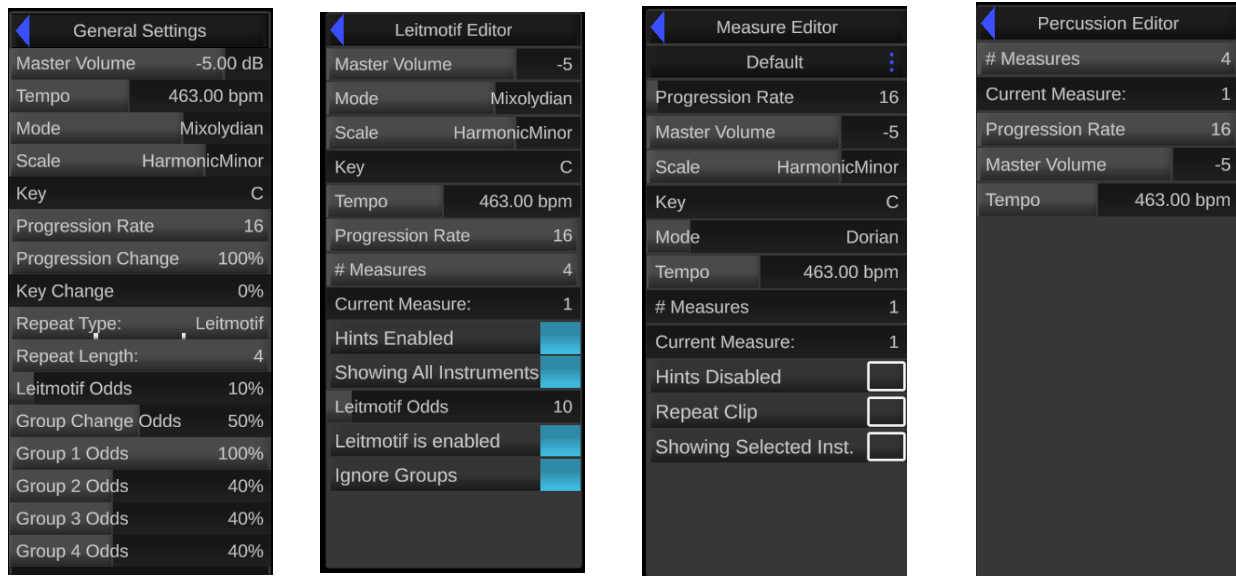 General Settings
Master Volume -5.00 dB
Tempo 463.00 bpm
Mode Mixolydian
Scale HarmonicMinor
Key C
Progression Rate 16
Progression Change 100%
Key Change 0%
Repeat Type: Leitmotif
Repeat Length: 4
Leitmotif Odds 10%
Group Change Odds 50%
Group 1 Odds 100%
Group 2 Odds 40%
Group 3 Odds 40%
Group 4 Odds 40%
Leitmotif Editor
Master Volume -5
Mode Mixolydian
Scale HarmonicMinor
Key C
Tempo 463.00 bpm
Progression Rate 16
# Measures 4
Current Measure: 1
Hints Enabled
Showing All Instruments
Leitmotif Odds 10
Leitmotif is enabled
Ignore Groups
Measure Editor
Default
Progression Rate 16
Master Volume -5
Scale HarmonicMinor
Key C
Mode Dorian
Tempo 463.00 bpm
# Measures 1
Current Measure: 1
Hints Disabled
Repeat Clip
Showing Selected Inst.
Percussion Editor
# Measures 4
Current Measure: 1
Progression Rate 16
Master Volume -5
Tempo 463.00 bpm